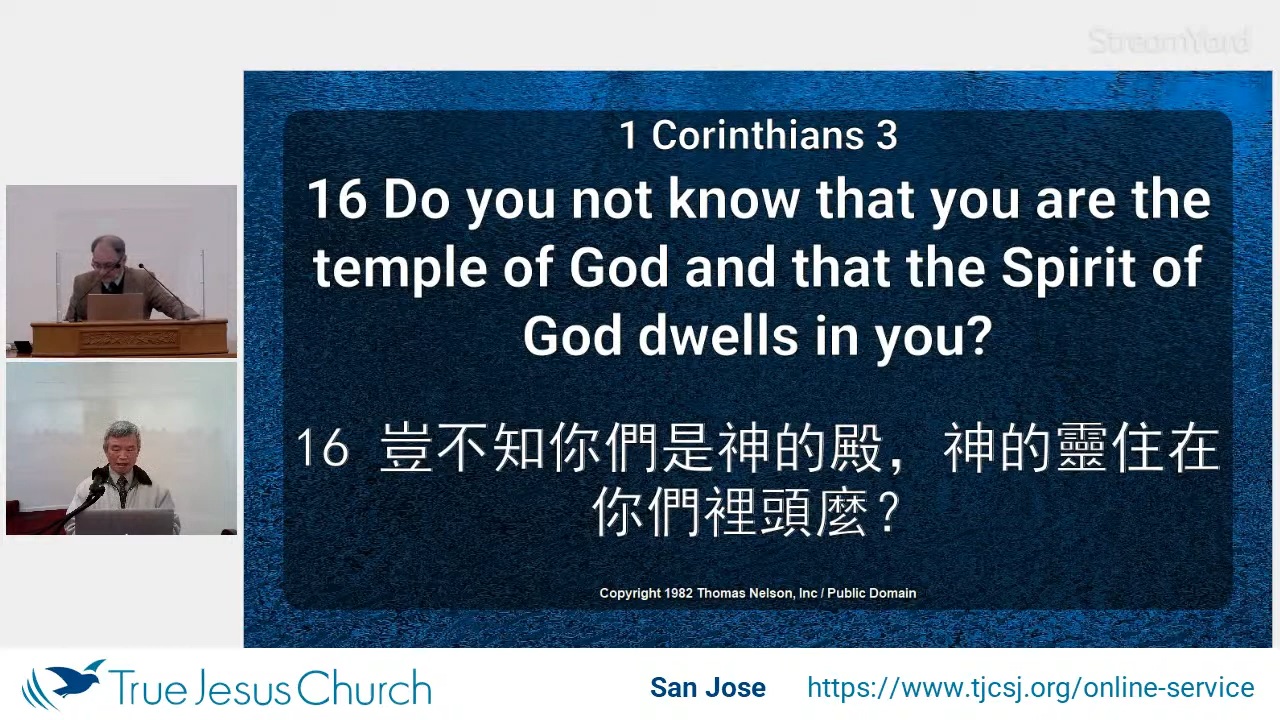 StreamYard
1 Corinthians 3
16 Do you not know that you are the
temple of God and that the Spirit of
God dwells in you?
16 豈不知你們是神的殿，神的靈住在
你們裡頭麼？
Copyright 1982 Thomas Nelson, Inc / Public Domain
True Jesus Church
San Jose https://www.tjcsj.org/online-service